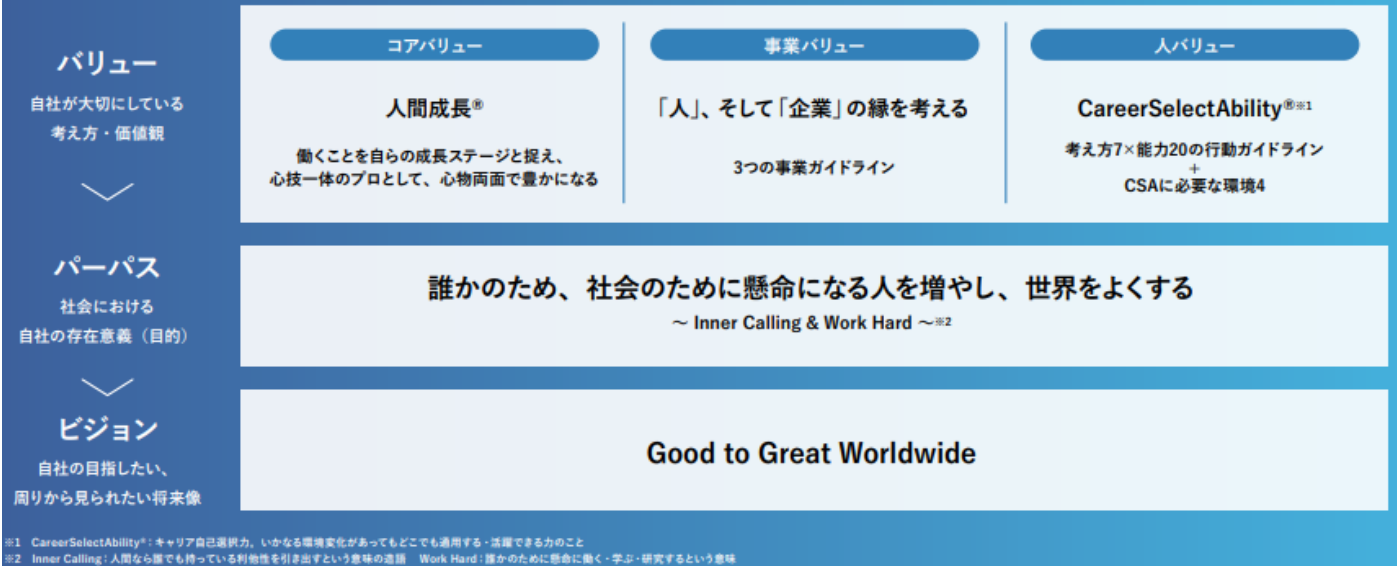 バリュー
自社が大切にしている
考え方・価値観
コアバリュー
人間成長®
働くことを自らの成長ステージと捉え、
心技一体のプロとして、心物両面で豊かになる
事業バリュー
「人」、そして「企業」の縁を考える
3つの事業ガイドライン
人バリュー
CareerSelectAbility®※1
考え方7×能力20の行動ガイドライン
+
CSAに必要な環境4
パーパス
社会における
自社の存在意義（目的）
誰かのため、社会のために懸命になる人を増やし、世界をよくする
～ Inner Calling & Work Hard ～※2
ビジョン
自社の目指したい、
周りから見られたい将来像
Good to Great Worldwide
※1 CareerSelectAbility®：キャリア自己選択力。いかなる環境変化があってもどこでも通用する・活躍できる力のこと
※2 Inner Calling：人間なら誰でも持っている利他性を引き出すという意味の造語 Work Hard：誰かのために懸命に働く・学ぶ・研究するという意味